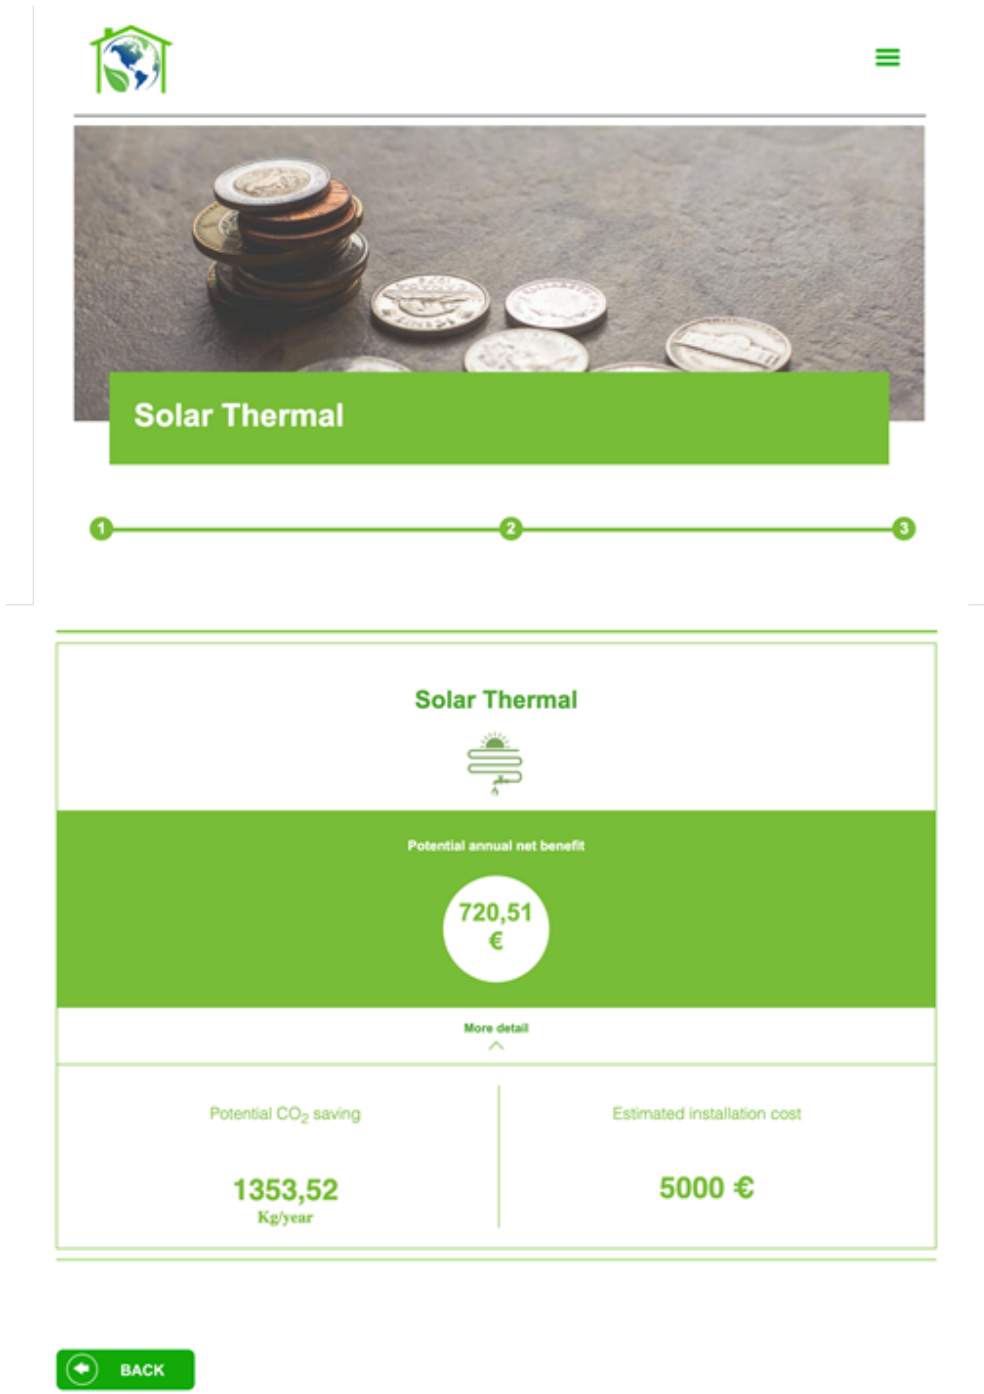 Solar Thermal
1
2
3
Solar Thermal
Potential annual net benefit
720,51
€
More detail
Potential CO₂ saving
1353,52
Kg/year
Estimated installation cost
5000 €
BACK